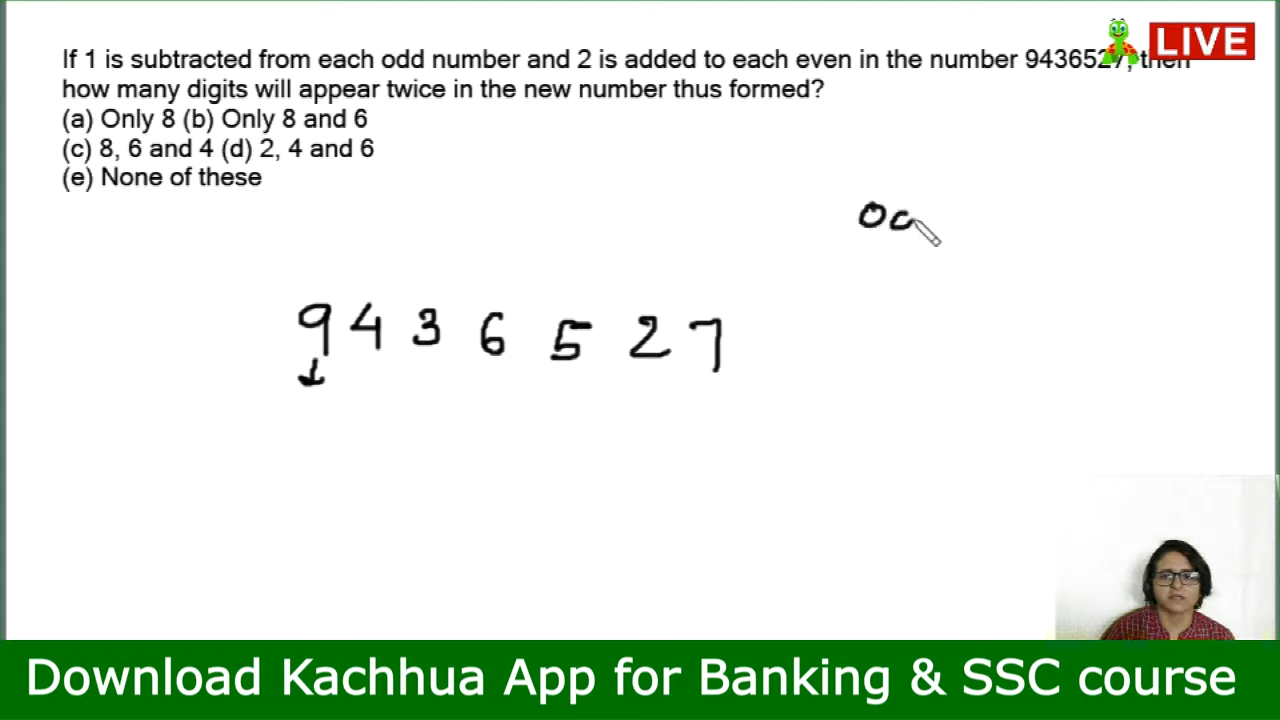 If 1 is subtracted from each odd number and 2 is added to each even in the number 9436527, then
LIVE
how many digits will appear twice in the new number thus formed?
(a) Only 8 (b) Only 8 and 6
(c) 8, 6 and 4 (d) 2, 4 and 6
(e) None of these
9 4 3 6 5 2 7
Download Kachhua App for Banking & SSC course